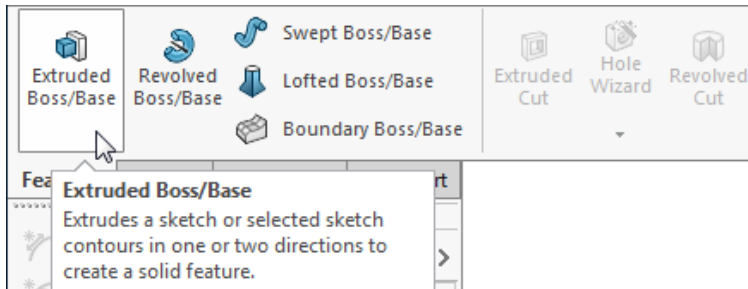 Extruded
Boss/Base
Revolved
Boss/Base
Swept Boss/Base
Lofted Boss/Base
Boundary Boss/Base
Extruded
Cut
Hole
Wizard
Revolved
Cut
Fea
rt
Extruded Boss/Base
Extrudes a sketch or selected sketch
contours in one or two directions to
create a solid feature.